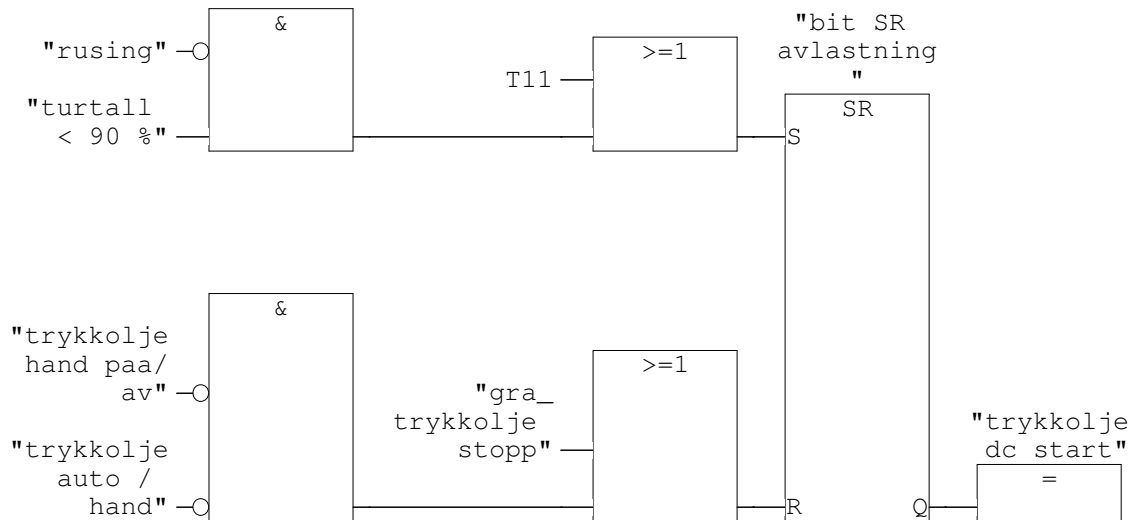 &
"bit SR
avlastning
"
"rusing"
>=1
T11
SR
"turtall
< 90 %"
S
&
"trykkolje
hand paa/
av"
>=1
"gra_
trykkolje
stopp"
"trykkolje
dc start"
"trykkolje
auto /
hand"
=
R
Q